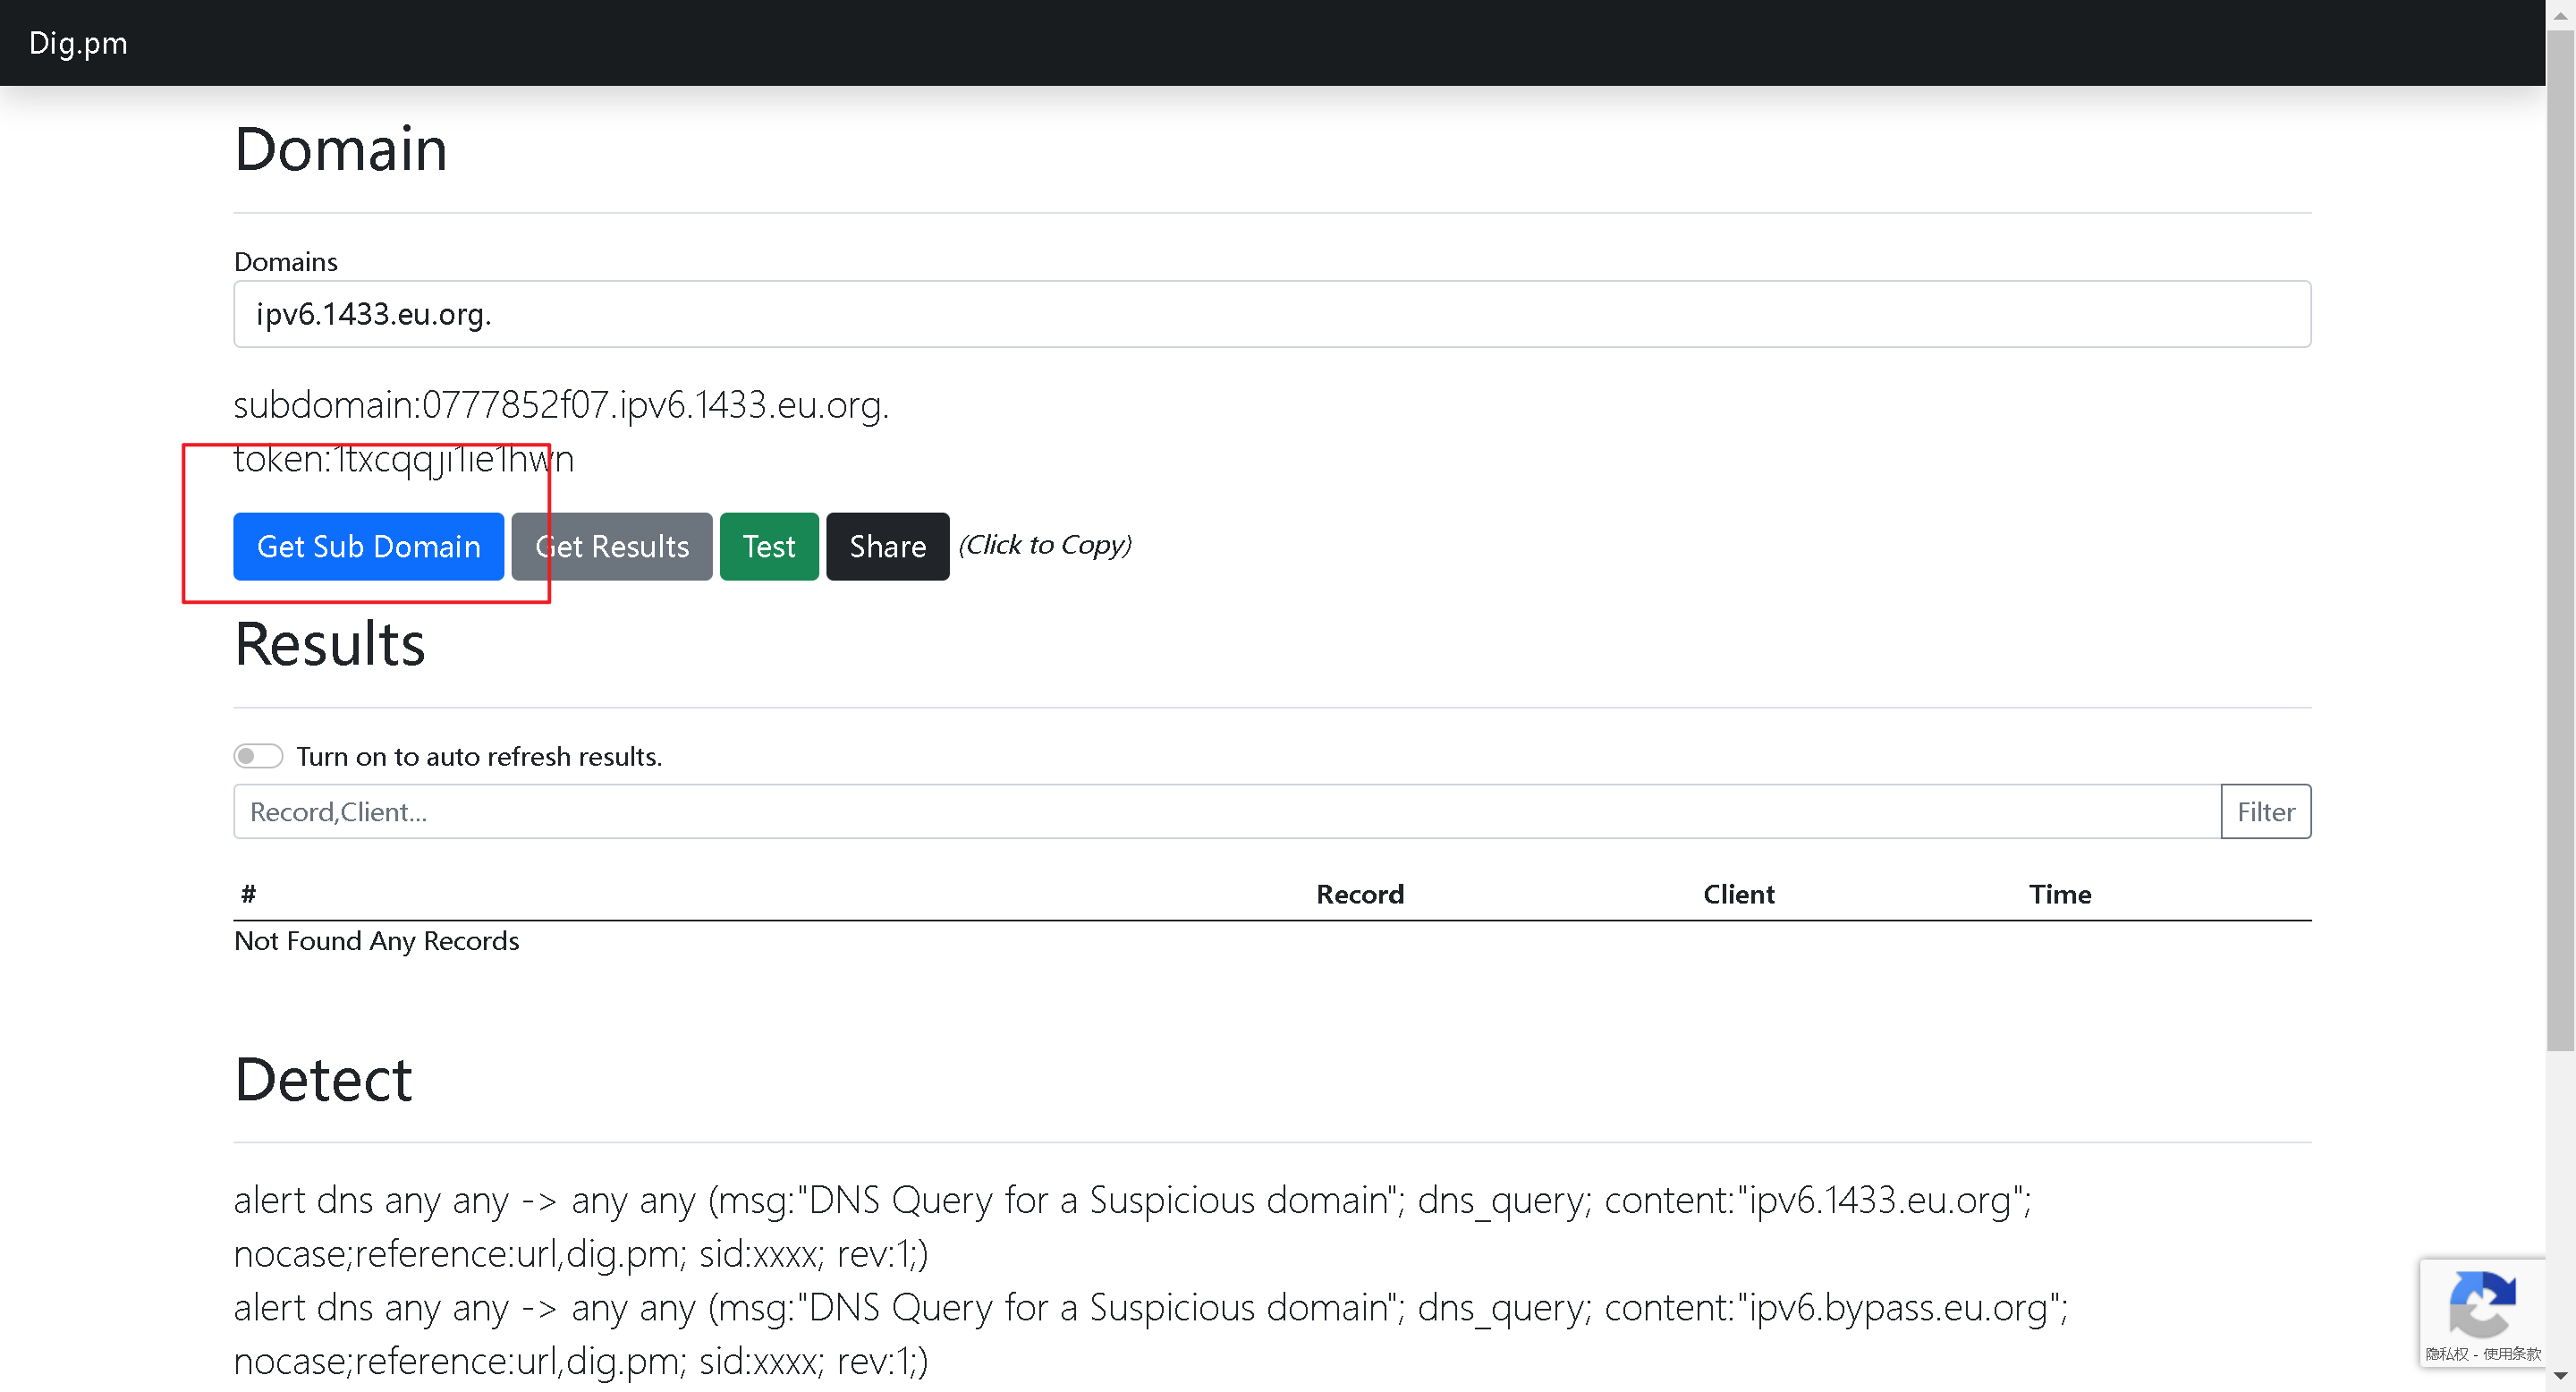 Dig.pm
Domain
Domains
ipv6.1433.eu.org.
subdomain:0777852f07.ipv6.1433.eu.org.
token:1txcqqji1ie1hwn
Get Sub Domain Get Results Test Share (Click to Copy)
Results
Turn on to auto refresh results.
Record,Client... Filter
# Record Client Time
Not Found Any Records
Detect
alert dns any any -> any any (msg:"DNS Query for a Suspicious domain"; dns_query; content:"ipv6.1433.eu.org";
nocase;reference:url,dig.pm; sid:xxxx; rev:1;)
alert dns any any -> any any (msg:"DNS Query for a Suspicious domain"; dns_query; content:"ipv6.bypass.eu.org";
nocase;reference:url,dig.pm; sid:xxxx; rev:1;)
隐私权 - 使用条款